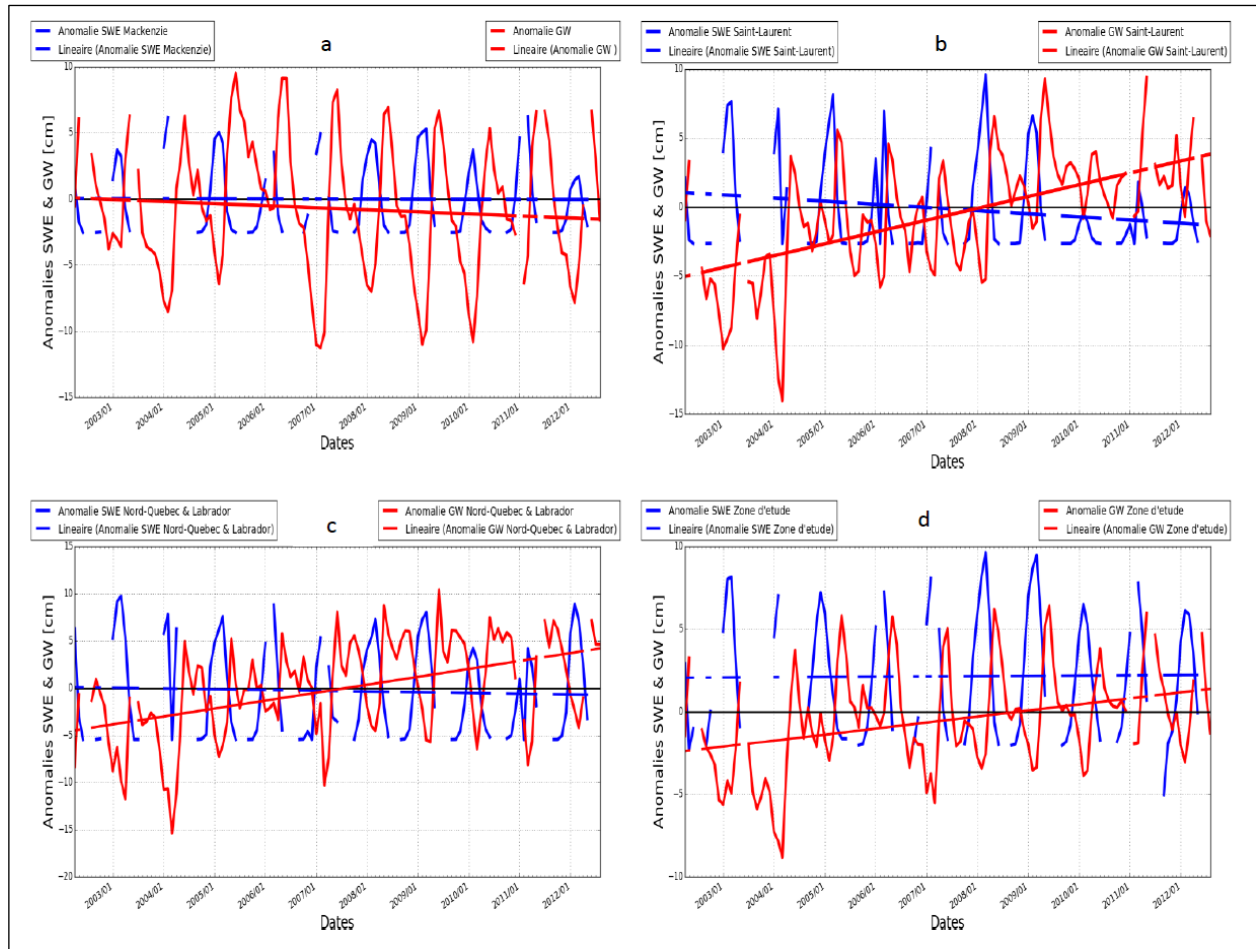 Anomalie SWE Mackenzie
Lineaire (Anomalie SWE Mackenzie)
a
Anomalie GW
Lineaire (Anomalie GW )
Anomalies SWE & GW [cm]
10
5
0
−5
−10
−15
2003/01
2004/01
2005/01
2006/01
2007/01
2008/01
2009/01
2010/01
2011/01
2012/01
Dates
Anomalie SWE Saint-Laurent
Lineaire (Anomalie SWE Saint-Laurent)
b
Anomalie GW Saint-Laurent
Lineaire (Anomalie GW Saint-Laurent)
Anomalies SWE & GW [cm]
10
5
0
−5
−10
−15
2003/01
2004/01
2005/01
2006/01
2007/01
2008/01
2009/01
2010/01
2011/01
2012/01
Dates
Anomalie SWE Nord-Quebec & Labrador
Lineaire (Anomalie SWE Nord-Quebec & Labrador)
c
Anomalie GW Nord-Quebec & Labrador
Lineaire (Anomalie GW Nord-Quebec & Labrador)
Anomalies SWE & GW [cm]
15
10
5
0
−5
−10
−15
−20
2003/01
2004/01
2005/01
2006/01
2007/01
2008/01
2009/01
2010/01
2011/01
2012/01
Dates
Anomalie SWE Zone d'etude
Lineaire (Anomalie SWE Zone d'etude)
d
Anomalie GW Zone d'etude
Lineaire (Anomalie GW Zone d'etude)
Anomalies SWE & GW [cm]
10
5
0
−5
−10
2003/01
2004/01
2005/01
2006/01
2007/01
2008/01
2009/01
2010/01
2011/01
2012/01
Dates